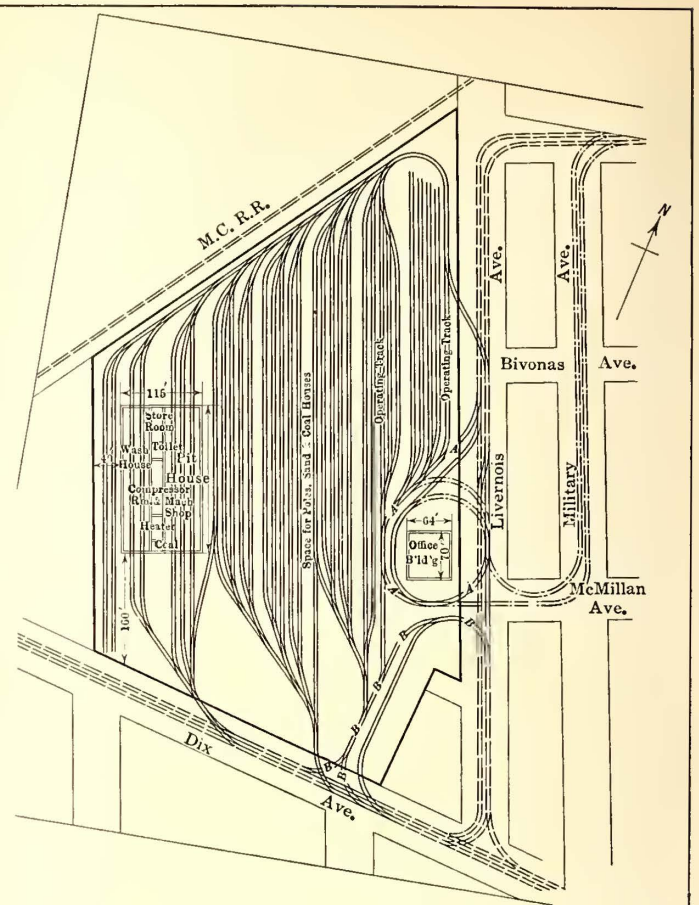 M.C. R.R.
N
Ave.
Ave.
Bivonas Ave.
115'
Store
Room
Wash
House
Toilet
Pit
House
Compressor
Rm. & Mach
Shop
Heater
Coal
160'
Space for Poles, Sand & Coal Houses
Operating Track
Operating Track
A
A
A
A
64'
Office
B'ld'g
70'
Livernois
Military
McMillan
Ave.
B
B
B
B
B
B
Dix
Ave.